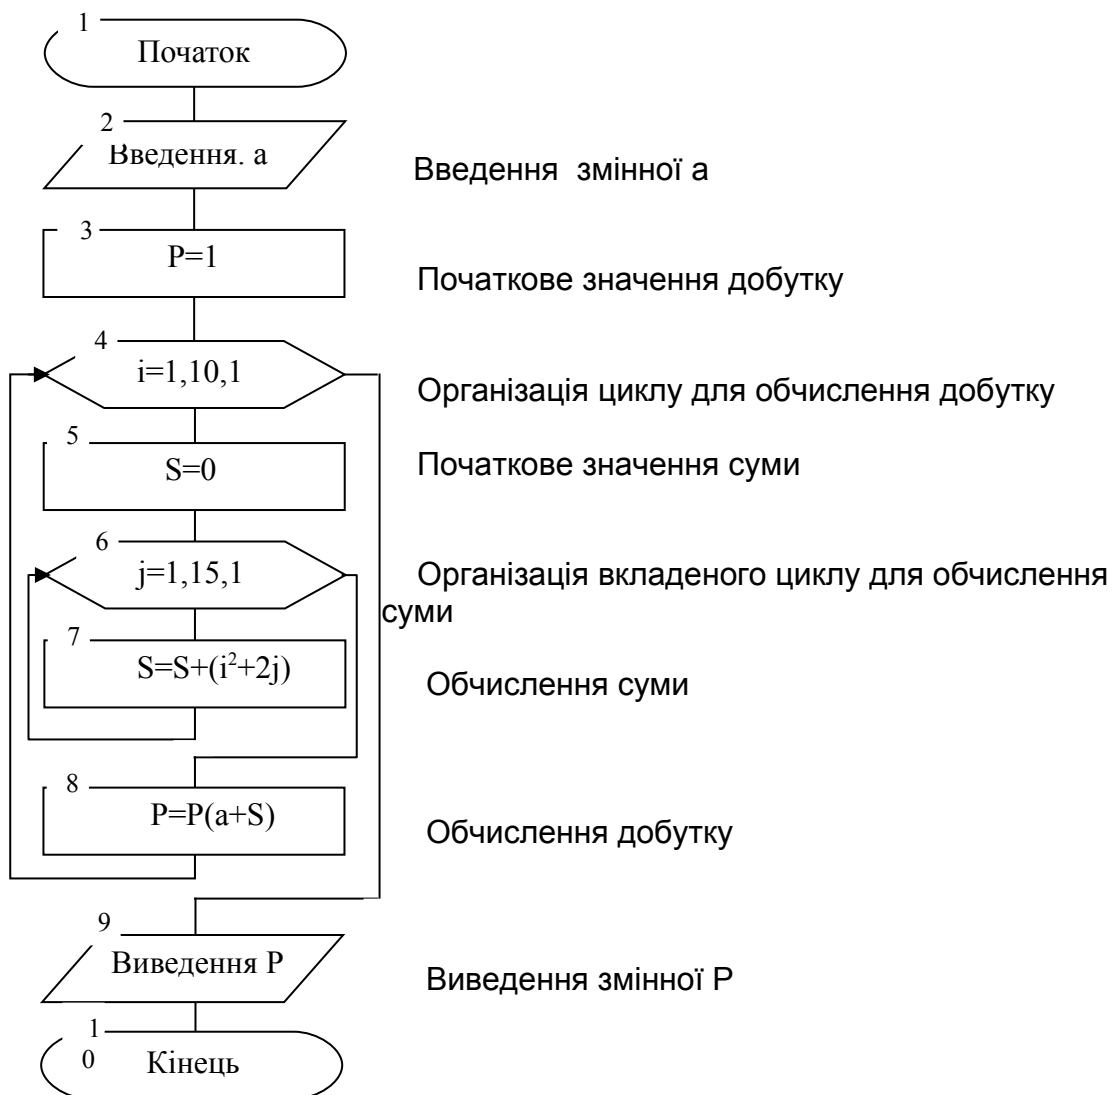 1
Початок
2
Введення. a
Введення змінної а
3
P=1
Початкове значення добутку
4
i=1,10,1
Організація циклу для обчислення добутку
5
S=0
Початкове значення суми
6
j=1,15,1
Організація вкладеного циклу для обчислення
суми
7
S=S+(i²+2j)
Обчислення суми
8
P=P(a+S)
Обчислення добутку
9
Виведення P
Виведення змінної Р
1
0
Кінець